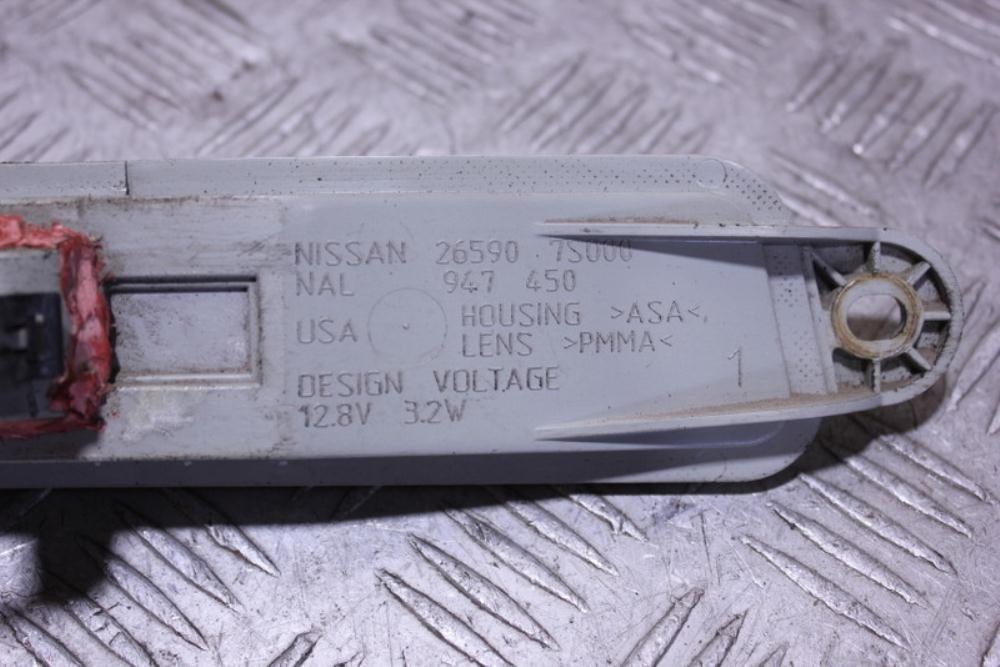 NISSAN 26590 7S000
NAL 947 450
USA HOUSING >ASA<
LENS >PMMA<
1
DESIGN VOLTAGE
12.8V 3.2W